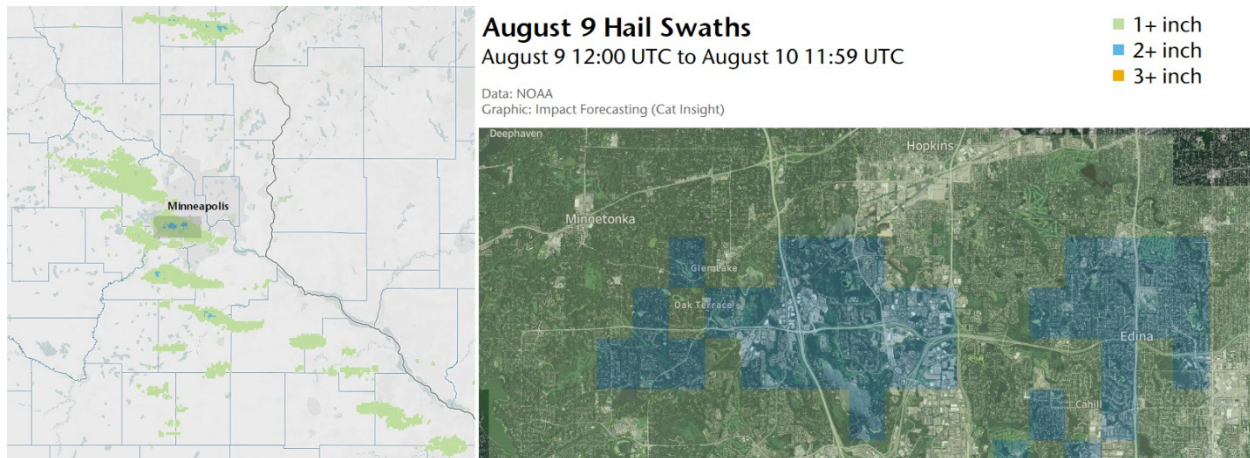 August 9 Hail Swaths
August 9 12:00 UTC to August 10 11:59 UTC
Data: NOAA
Graphic: Impact Forecasting (Cat Insight)
1+ inch
2+ inch
3+ inch
Minneapolis
Deephaven
Hopkins
Minnetonka
Glen Lake
Oak Terrace
Edina
Cahill